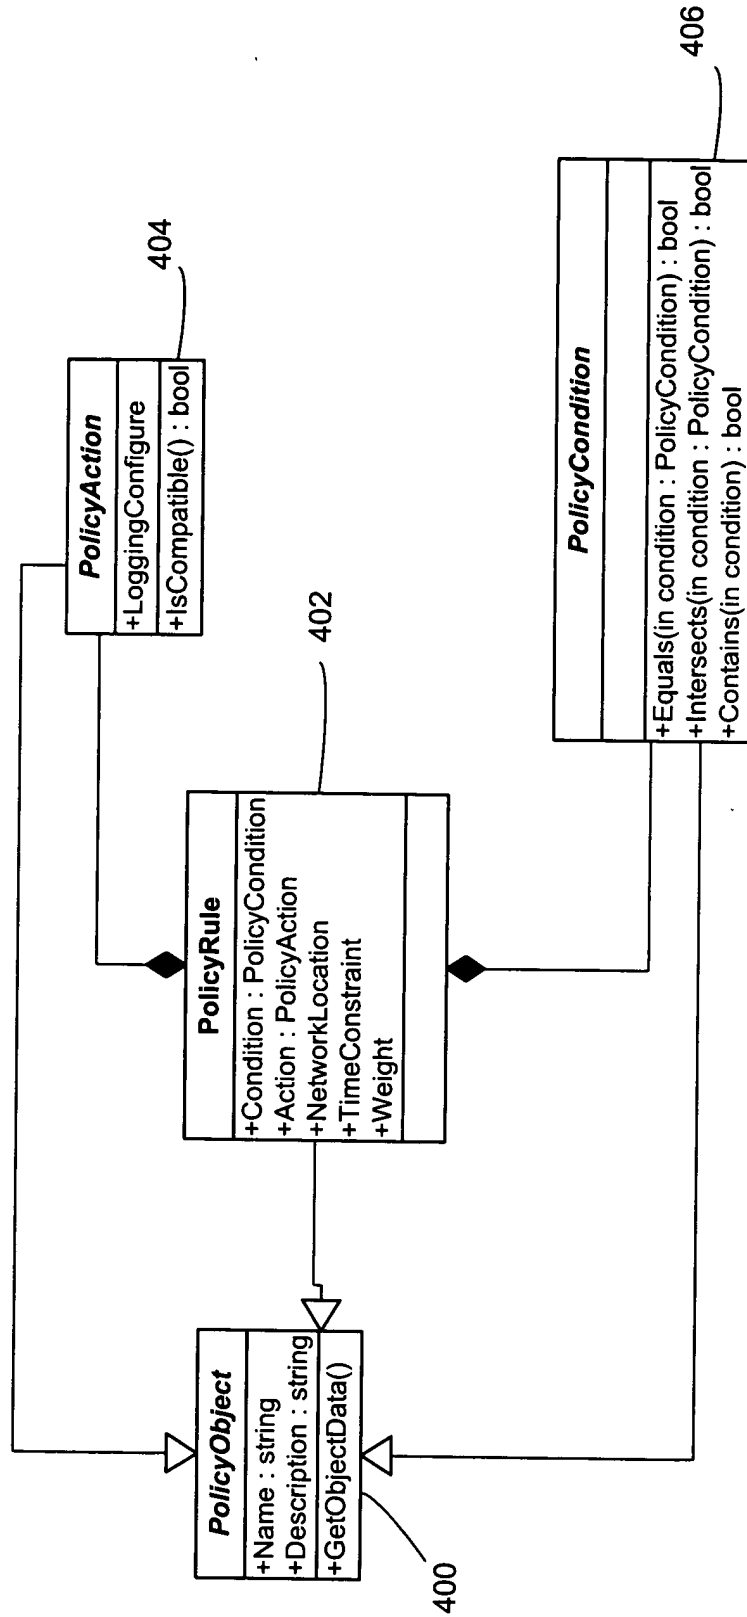 PolicyObject
+Name : string
+Description : string
+GetObjectData()
400
PolicyRule
+Condition : PolicyCondition
+Action : PolicyAction
+NetworkLocation
+TimeConstraint
+Weight
402
PolicyAction
+LoggingConfigure
+IsCompatible() : bool
404
PolicyCondition
+Equals(in condition : PolicyCondition) : bool
+Intersects(in condition : PolicyCondition) : bool
+Contains(in condition) : bool
406